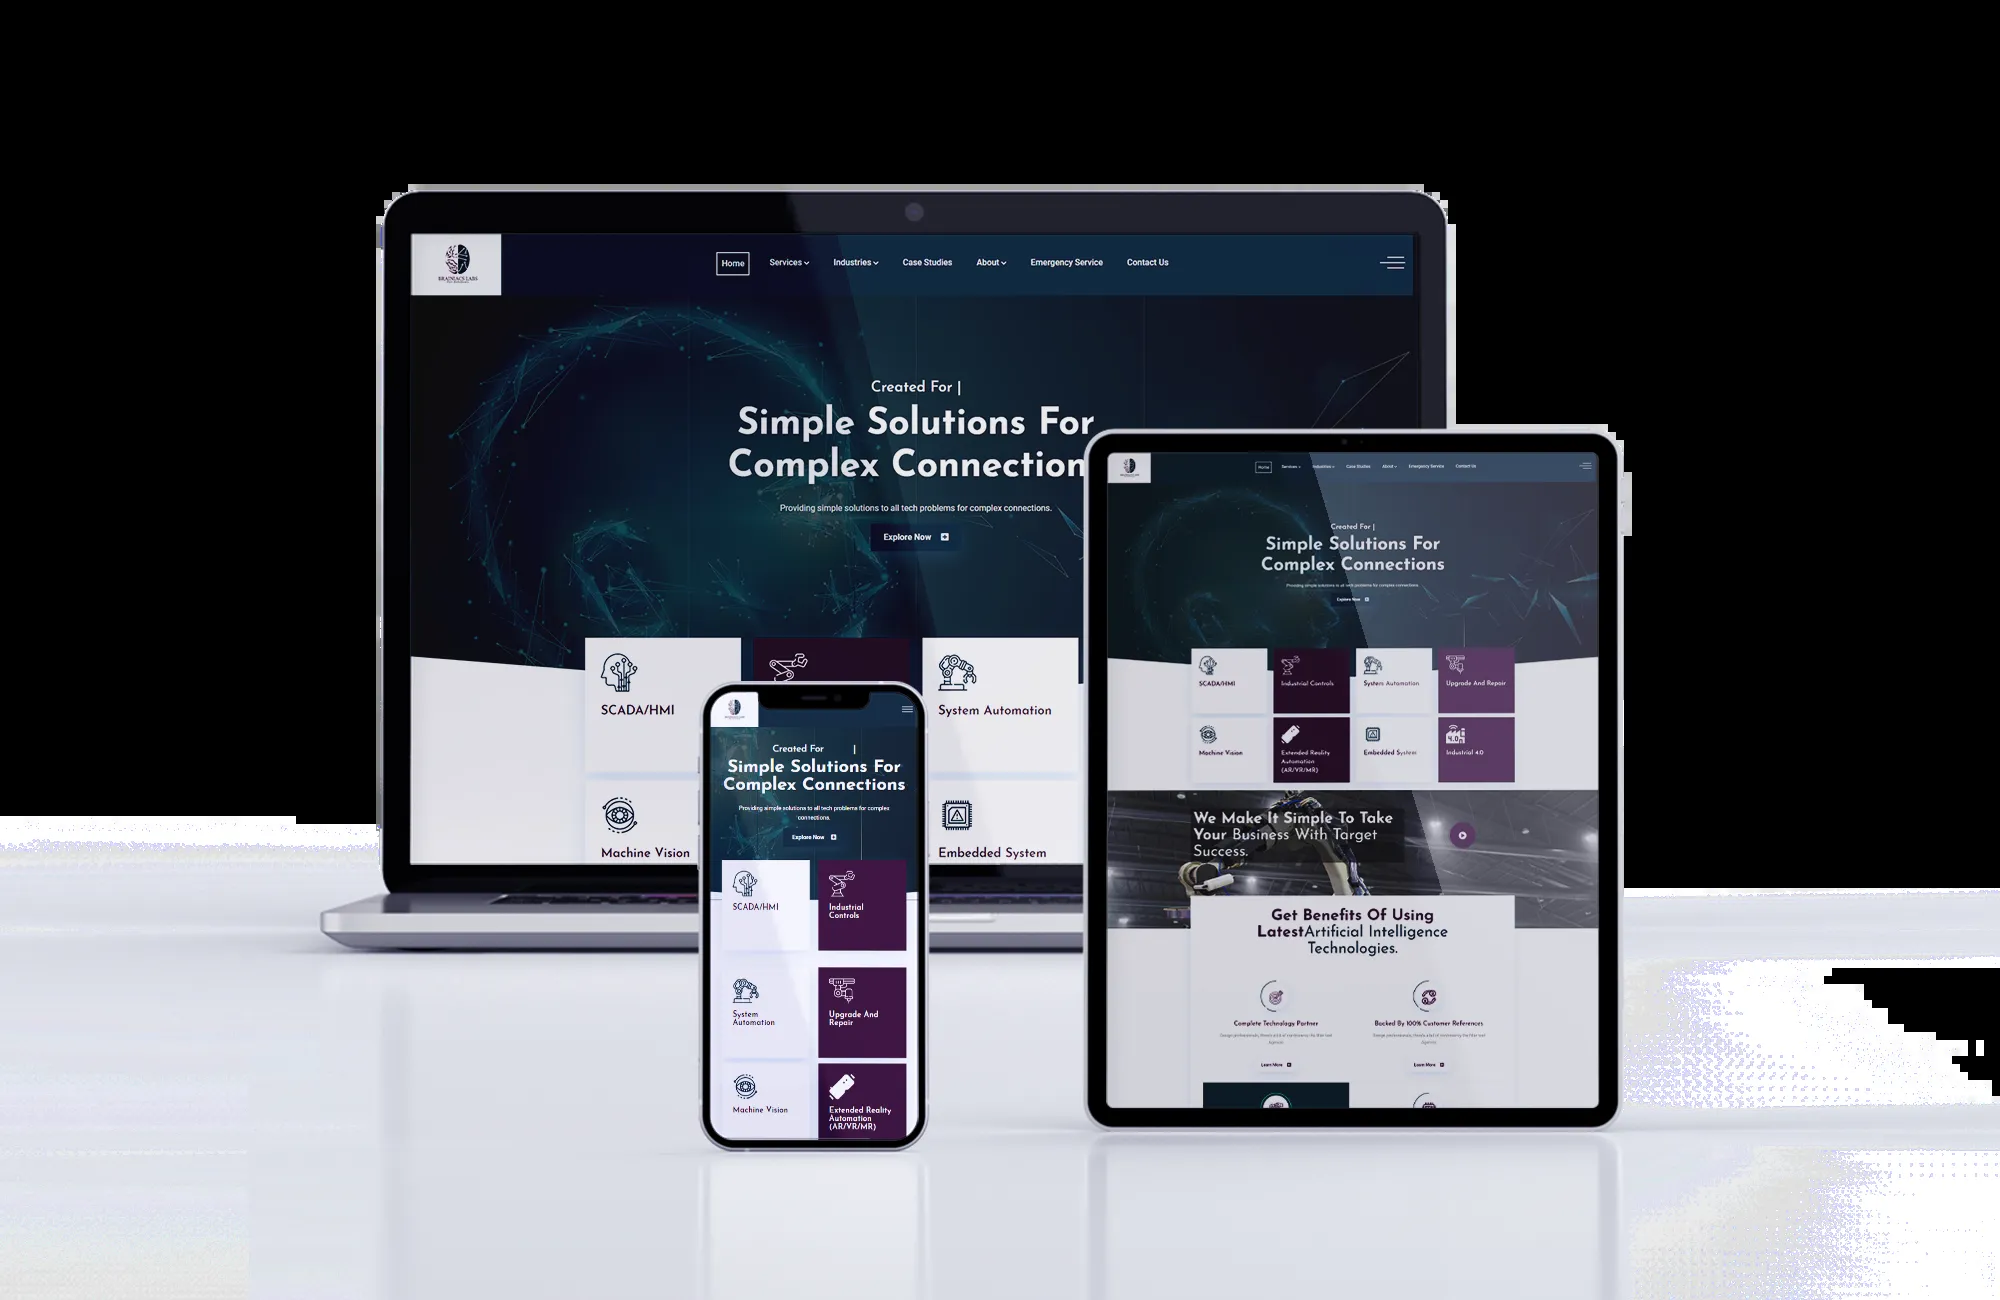 BRAINIACS LABS
Home
Services
Industries
Case Studies
About
Emergency Service
Contact Us
Created For |
Simple Solutions For
Complex Connection
Providing simple solutions to all tech problems for complex connections.
Explore Now
SCADA/HMI
System Automation
Machine Vision
Embedded System
Created For |
Simple Solutions For
Complex Connections
Providing simple solutions to all tech problems for complex
connections.
Explore Now
SCADA/HMI
Industrial
Controls
System
Automation
Upgrade And
Repair
Machine Vision
Extended Reality
Automation
(AR/VR/MR)
Home
Services
Industries
Case Studies
About
Emergency Service
Contact Us
Created For |
Simple Solutions For
Complex Connections
Providing simple solutions to all tech problems for complex connections.
Explore Now
SCADA/HMI
Industrial Controls
System Automation
Upgrade And Repair
Machine Vision
Extended Reality
Automation
(AR/VR/MR)
Embedded System
4.0
Industrial 4.0
We Make It Simple To Take
Your Business With Target
Success.
Get Benefits Of Using
LatestArtificial Intelligence
Technologies.
Complete Technology Partner
Backed By 100% Customer References
Learn More
Learn More